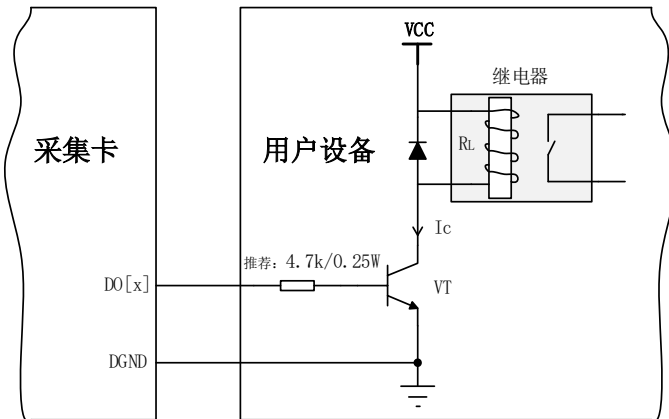 VCC
继电器
采集卡
用户设备
RL
Ic
推荐: 4.7k/0.25W
DO[x]
VT
DGND